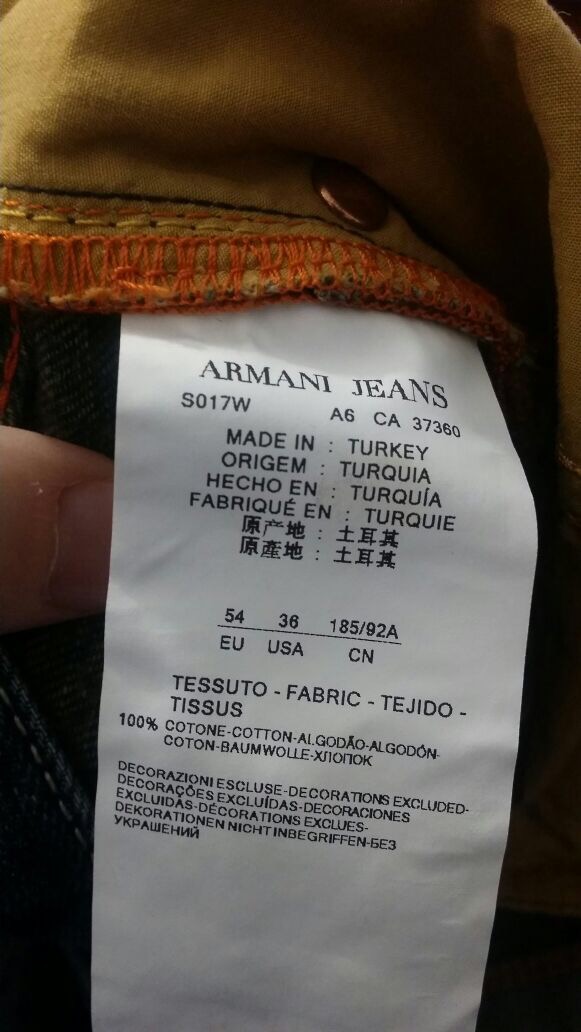 ARMANI JEANS
S017W A6 CA 37360
MADE IN : TURKEY
ORIGEM : TURQUIA
HECHO EN : TURQUÍA
FABRIQUÉ EN : TURQUIE
原产地 : 土耳其
原產地 : 土耳其
54 36 185/92A
EU USA CN
TESSUTO - FABRIC - TEJIDO -
TISSUS
100% COTONE-COTTON-ALGODÃO-ALGODÓN-
COTON-BAUMWOLLE-ХЛОПОК
DECORAZIONI ESCLUSE-DECORATIONS EXCLUDED-
DECORAÇÕES EXCLUÍDAS-DECORACIONES
EXCLUIDAS-DÉCORATIONS EXCLUES-
DEKORATIONEN NICHT INBEGRIFFEN-БЕЗ
УКРАШЕНИЙ